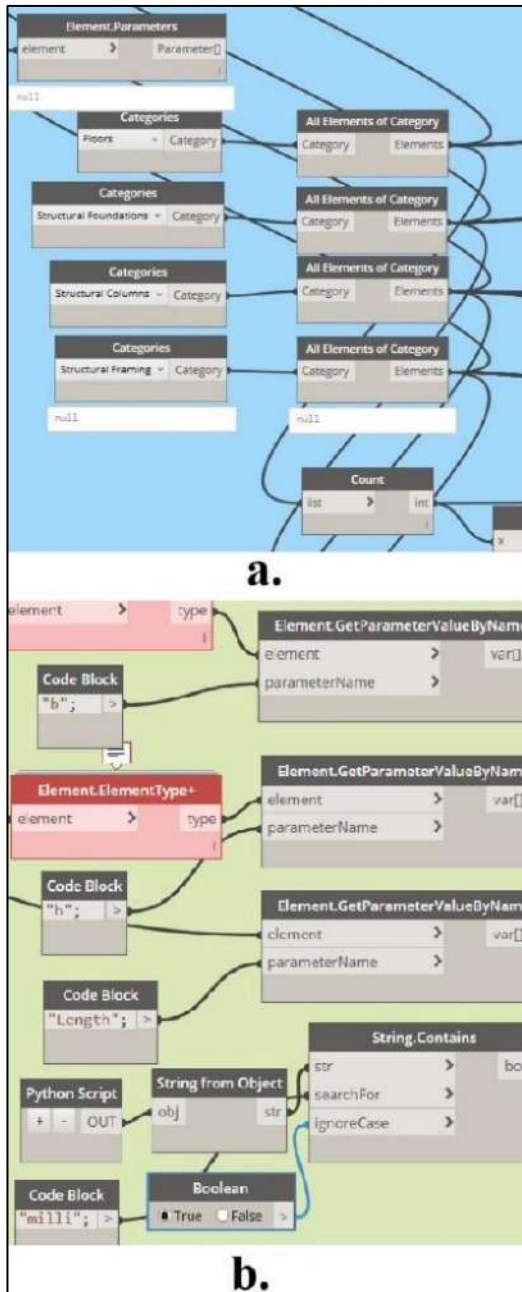 Element.Parameters
element > Parameter[]
null
Categories
Floors Category
All Elements of Category
Category Elements
Categories
Structural Foundations Category
All Elements of Category
Category Elements
Categories
Structural Columns Category
All Elements of Category
Category Elements
Categories
Structural Framing Category
All Elements of Category
Category Elements
null
null
Count
list > int
x
a.
element > type
Element.GetParameterValueByName
element > var[]
parameterName >
Code Block
"b"; >
Element.ElementType+
element > type
Element.GetParameterValueByName
element > var[]
parameterName >
Code Block
"h"; >
Element.GetParameterValueByName
element > var[]
parameterName >
Code Block
"Length"; >
String.Contains
str > bo
searchFor >
ignoreCase >
Python Script
+ - OUT
String from Object
obj str
Code Block
"milli"; >
Boolean
True False >
b.